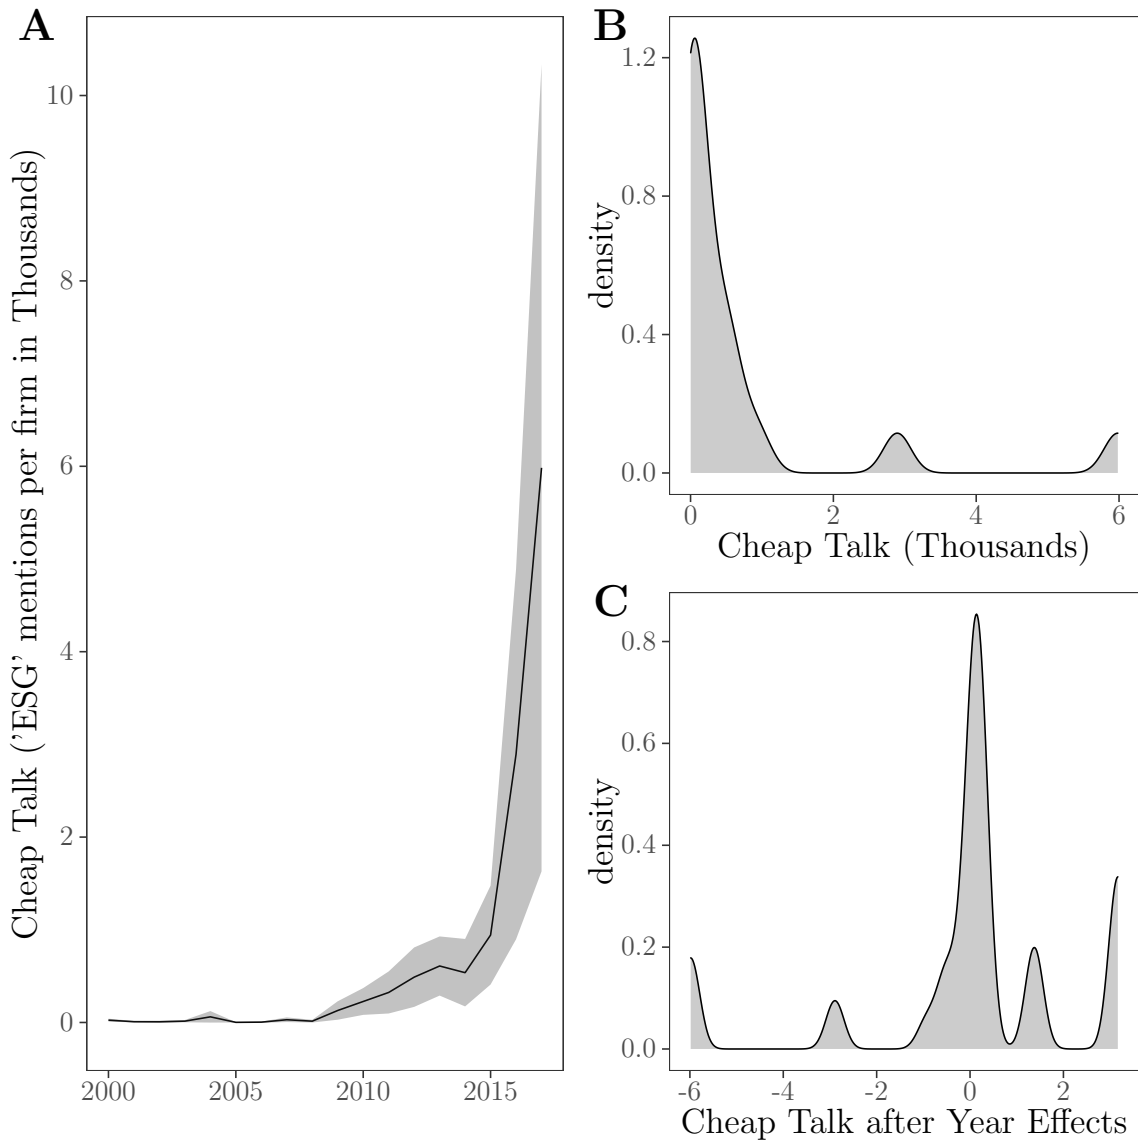 A
Cheap Talk ('ESG' mentions per firm in Thousands)
10
8
6
4
2
0
2000 2005 2010 2015
B
density
1.2
0.8
0.4
0.0
0 2 4 6
Cheap Talk (Thousands)
C
density
0.8
0.6
0.4
0.2
0.0
-6 -4 -2 0 2
Cheap Talk after Year Effects